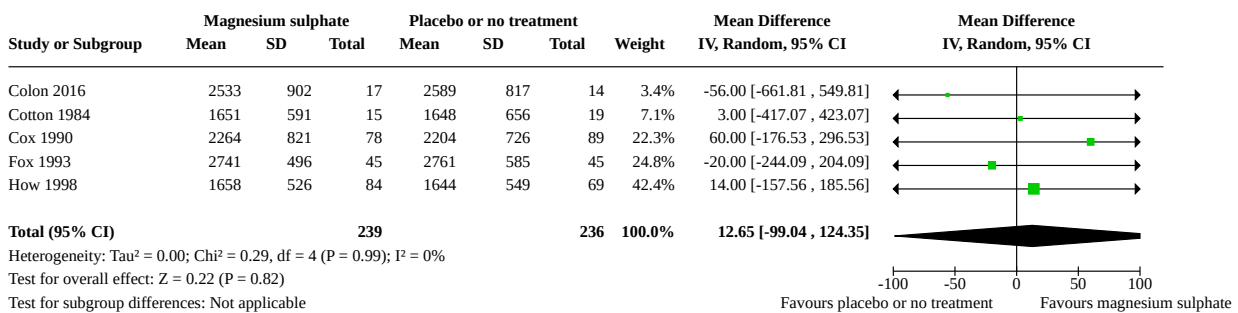 Magnesium sulphate Placebo or no treatment Mean Difference Mean Difference
Study or Subgroup Mean SD Total Mean SD Total Weight IV, Random, 95% CI IV, Random, 95% CI
Colon 2016 2533 902 17 2589 817 14 3.4% -56.00 [-661.81 , 549.81]
Cotton 1984 1651 591 15 1648 656 19 7.1% 3.00 [-417.07 , 423.07]
Cox 1990 2264 821 78 2204 726 89 22.3% 60.00 [-176.53 , 296.53]
Fox 1993 2741 496 45 2761 585 45 24.8% -20.00 [-244.09 , 204.09]
How 1998 1658 526 84 1644 549 69 42.4% 14.00 [-157.56 , 185.56]
Total (95% CI) 239 236 100.0% 12.65 [-99.04 , 124.35]
Heterogeneity: Tau² = 0.00; Chi² = 0.29, df = 4 (P = 0.99); I² = 0%
Test for overall effect: Z = 0.22 (P = 0.82) -100 -50 0 50 100
Test for subgroup differences: Not applicable Favours placebo or no treatment Favours magnesium sulphate